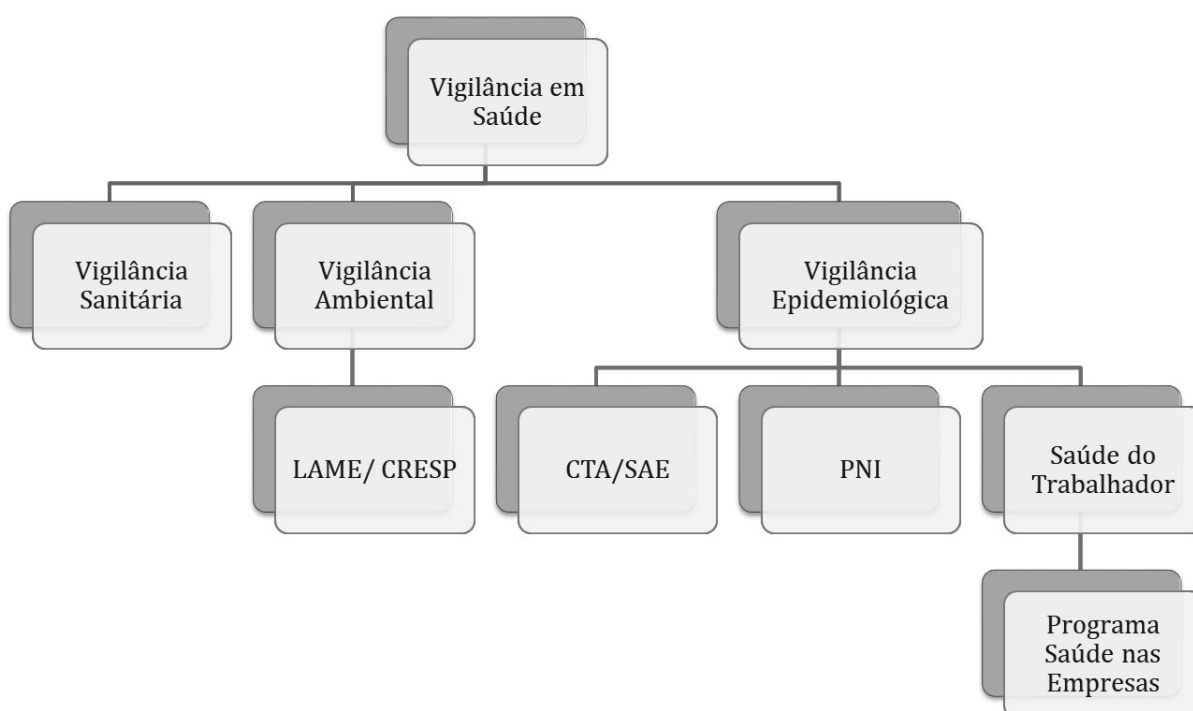 Vigilância em
Saúde
Vigilância
Sanitária
Vigilância
Ambiental
Vigilância
Epidemiológica
LAME/ CRESP
CTA/SAE
PNI
Saúde do
Trabalhador
Programa
Saúde nas
Empresas